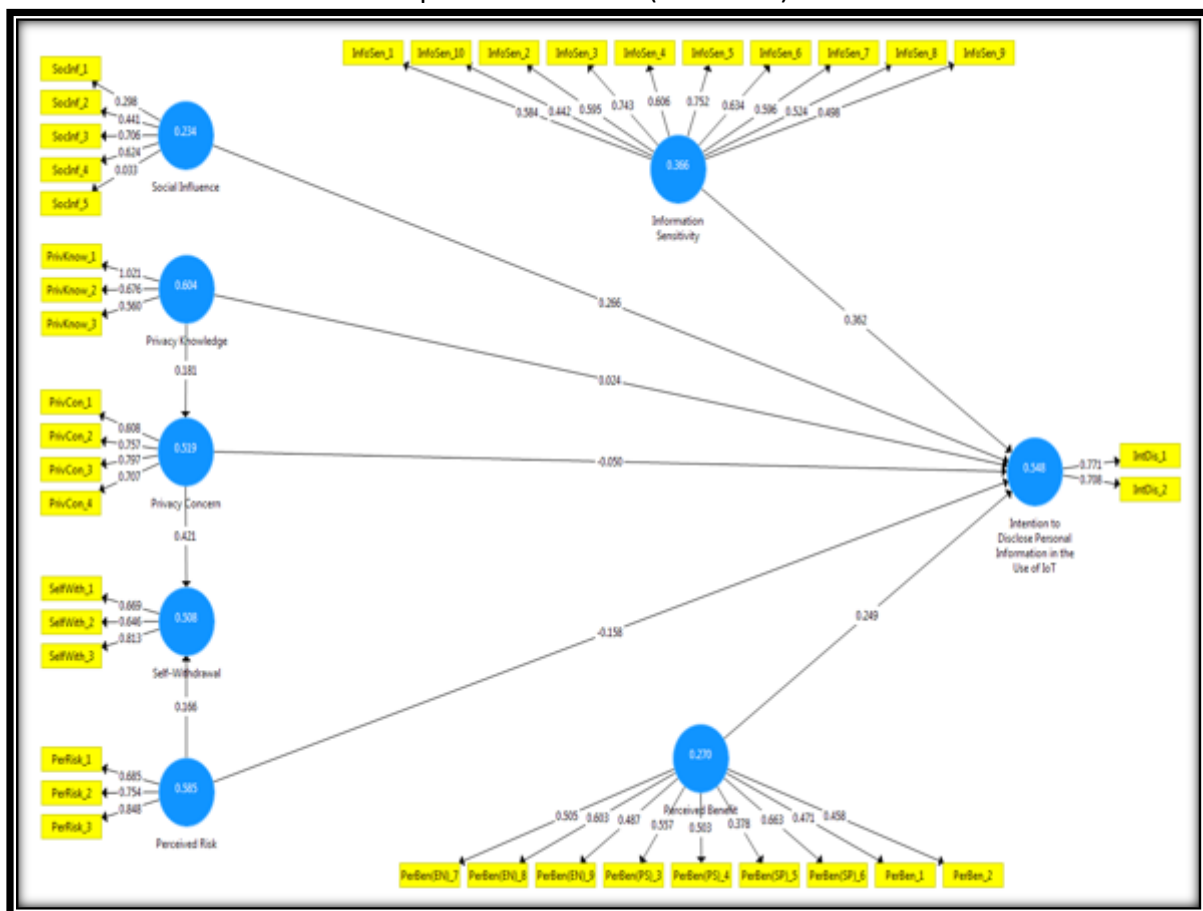 InfoSen_1 InfoSen_10 InfoSen_2 InfoSen_3 InfoSen_4 InfoSen_5 InfoSen_6 InfoSen_7 InfoSen_8 InfoSen_9
0.584 0.442 0.595 0.743 0.606 0.752 0.634 0.596 0.524 0.498
0.366
Information
Sensitivity
SocInf_1
SocInf_2
SocInf_3
SocInf_4
SocInf_5
0.298
0.441
0.706
0.624
0.033
0.234
Social Influence
0.266
0.362
PrivKnow_1
PrivKnow_2
PrivKnow_3
1.021
0.676
0.560
0.604
Privacy Knowledge
0.024
0.181
PrivCon_1
PrivCon_2
PrivCon_3
PrivCon_4
0.608
0.757
0.797
0.707
0.519
Privacy Concern
-0.050
0.421
0.548
0.771
0.708
IntDis_1
IntDis_2
Intention to
Disclose Personal
Information in the
Use of IoT
SelfWith_1
SelfWith_2
SelfWith_3
0.669
0.646
0.813
0.508
Self-Withdrawal
-0.158
0.249
0.166
PerRisk_1
PerRisk_2
PerRisk_3
0.685
0.754
0.848
0.585
Perceived Risk
0.270
Perceived Benefit
0.505 0.603 0.487 0.557 0.503 0.378 0.663 0.471 0.458
PerBen(EN)_7 PerBen(EN)_8 PerBen(EN)_9 PerBen(PS)_3 PerBen(PS)_4 PerBen(SP)_5 PerBen(SP)_6 PerBen_1 PerBen_2